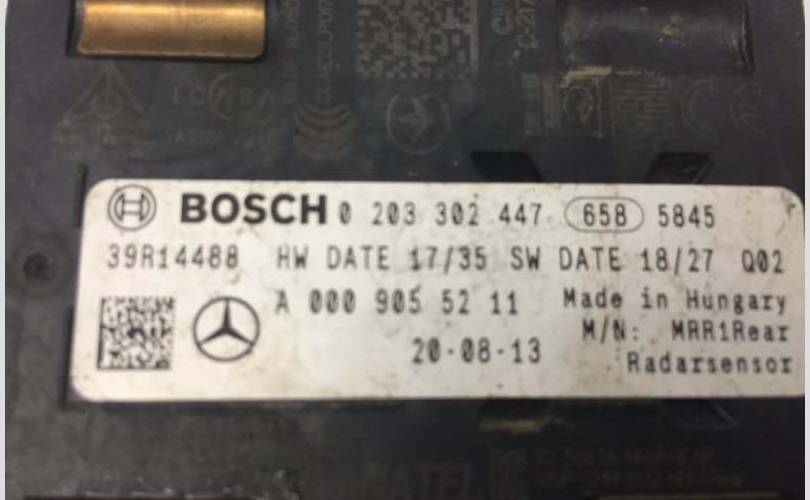 BOSCH 0 203 302 447 658 5845
39R14488 HW DATE 17/35 SW DATE 18/27 Q02
A 000 905 52 11 Made in Hungary
M/N: MRR1Rear
20-08-13
Radarsensor